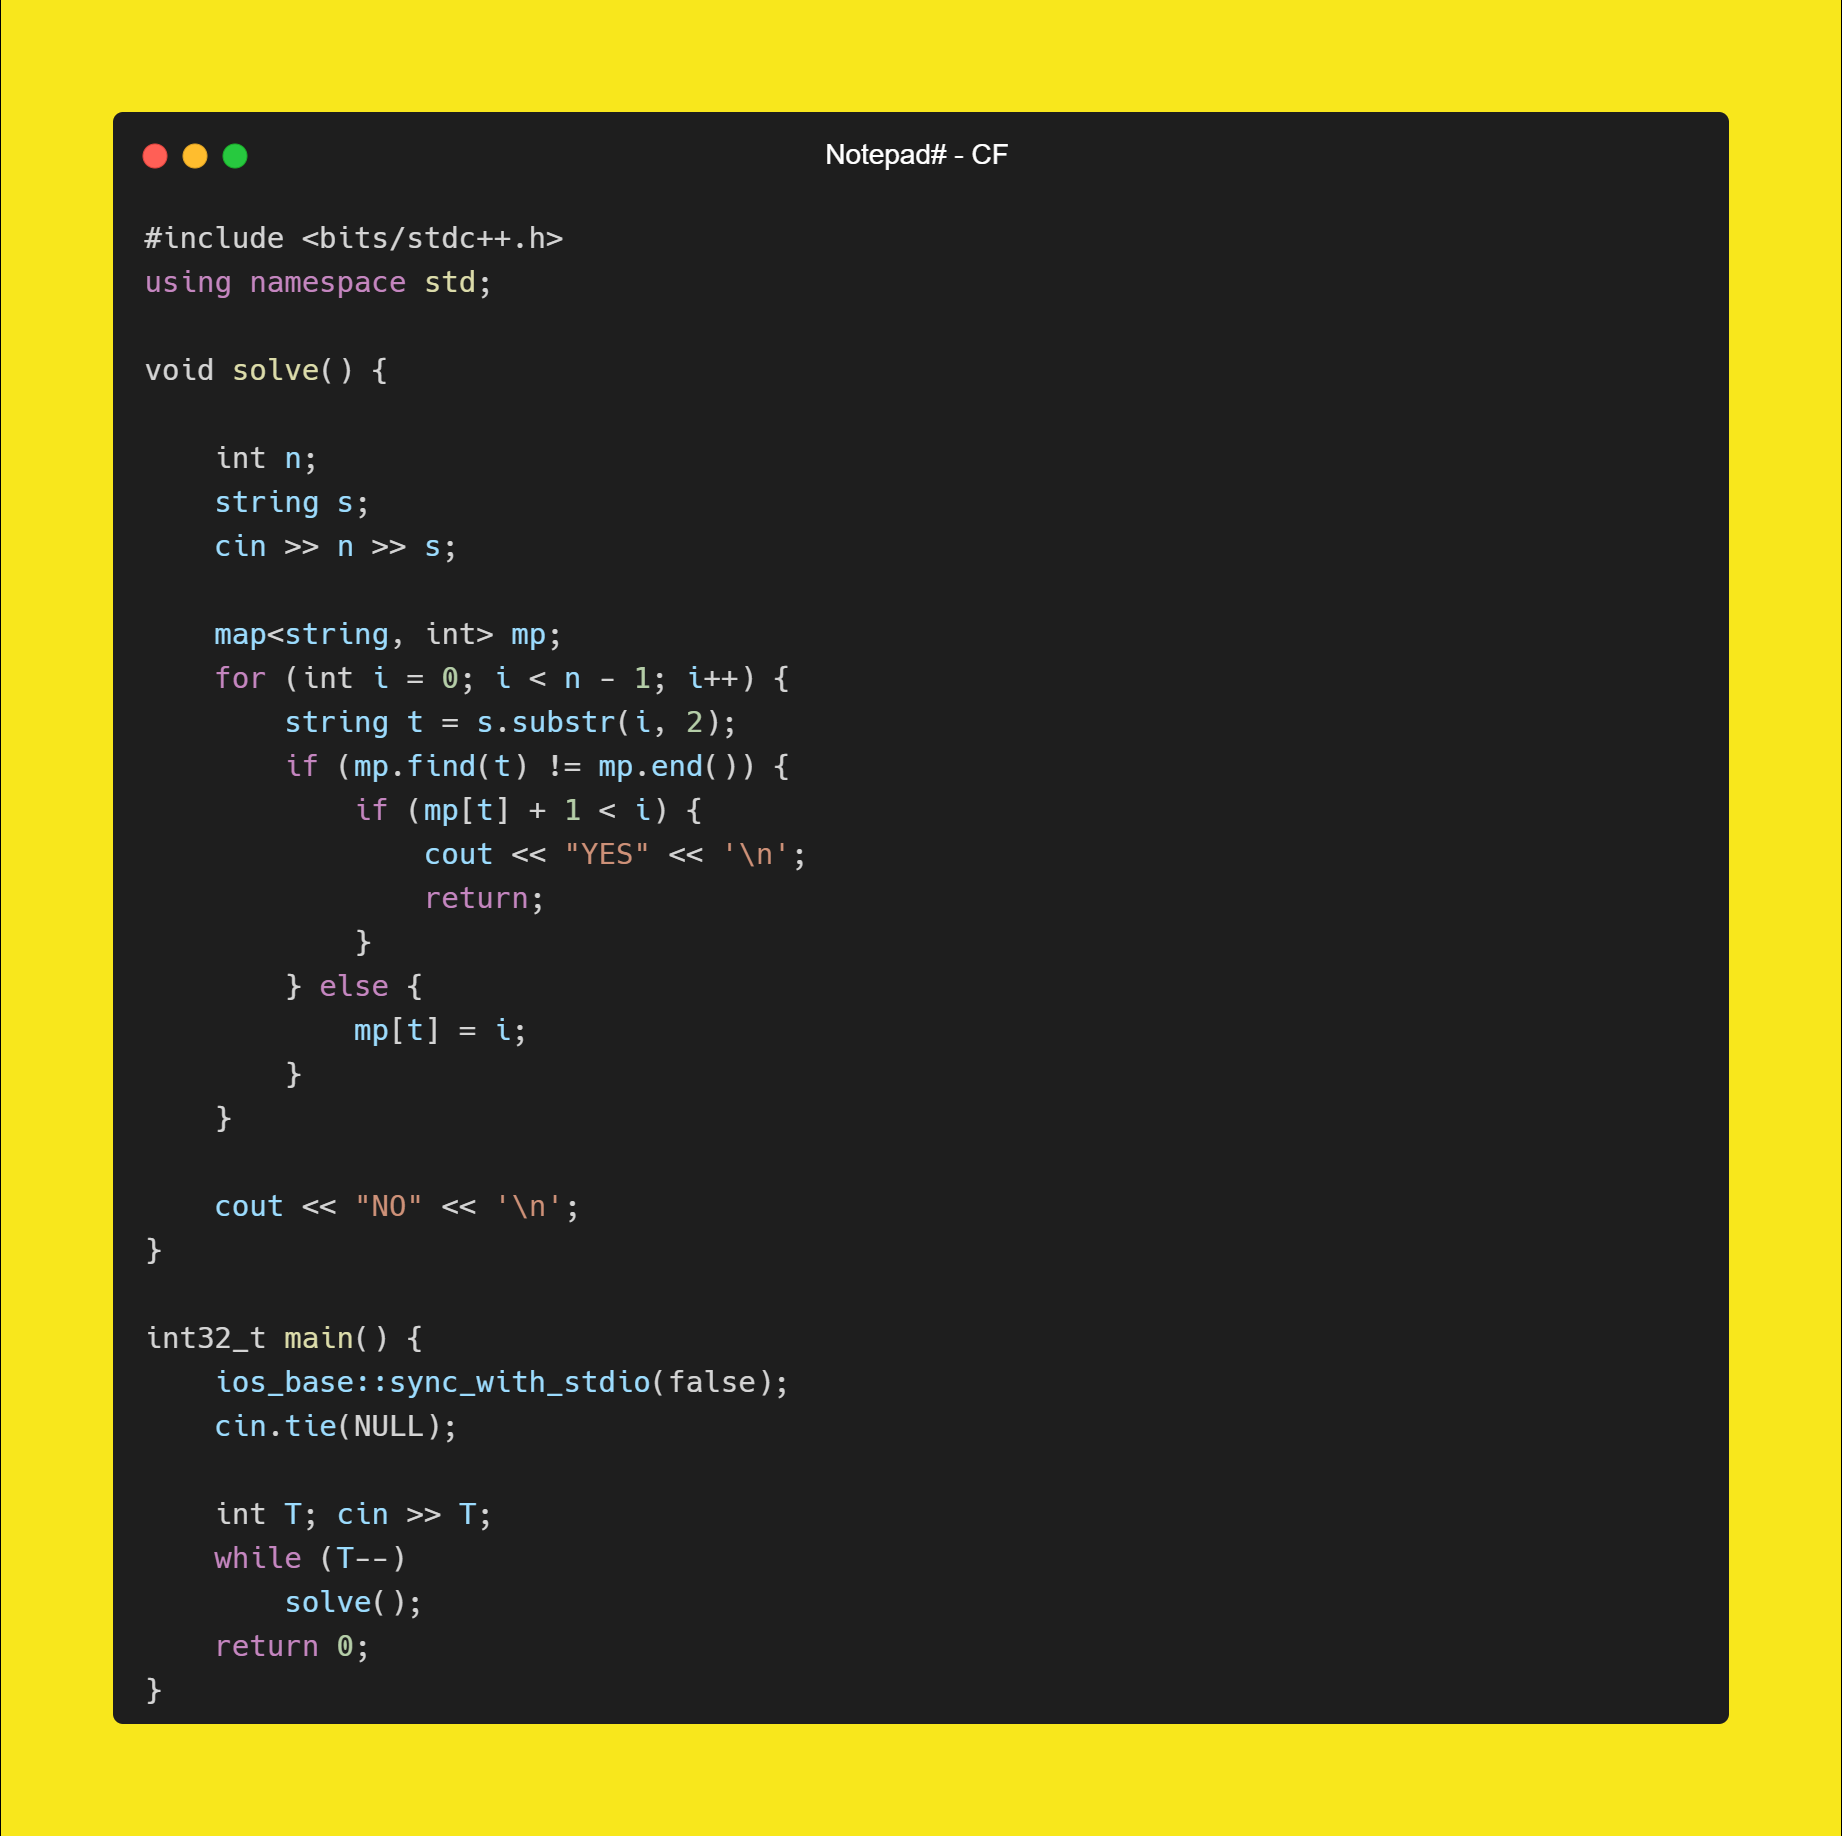 Notepad# - CF
#include <bits/stdc++.h>
using namespace std;
void solve() {
    int n;
    string s;
    cin >> n >> s;
    map<string, int> mp;
    for (int i = 0; i < n - 1; i++) {
        string t = s.substr(i, 2);
        if (mp.find(t) != mp.end()) {
            if (mp[t] + 1 < i) {
                cout << "YES" << '\n';
                return;
            }
        } else {
            mp[t] = i;
        }
    }
    cout << "NO" << '\n';
}
int32_t main() {
    ios_base::sync_with_stdio(false);
    cin.tie(NULL);
    int T; cin >> T;
    while (T--)
        solve();
    return 0;
}